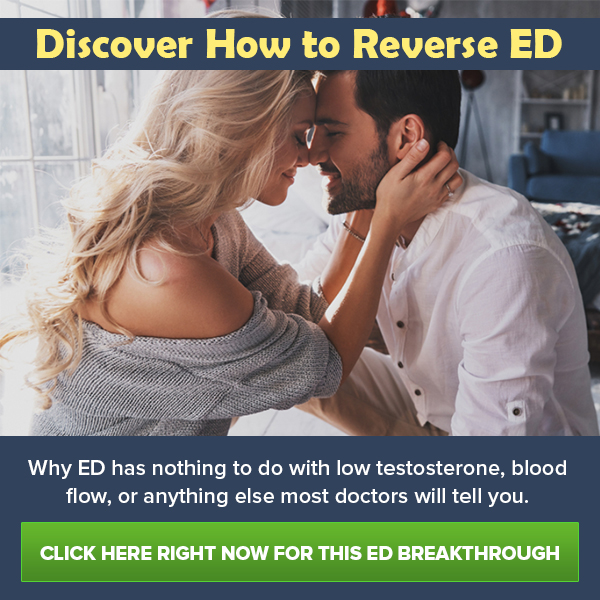 Discover How to Reverse ED
Why ED has nothing to do with low testosterone, blood
flow, or anything else most doctors will tell you.
CLICK HERE RIGHT NOW FOR THIS ED BREAKTHROUGH